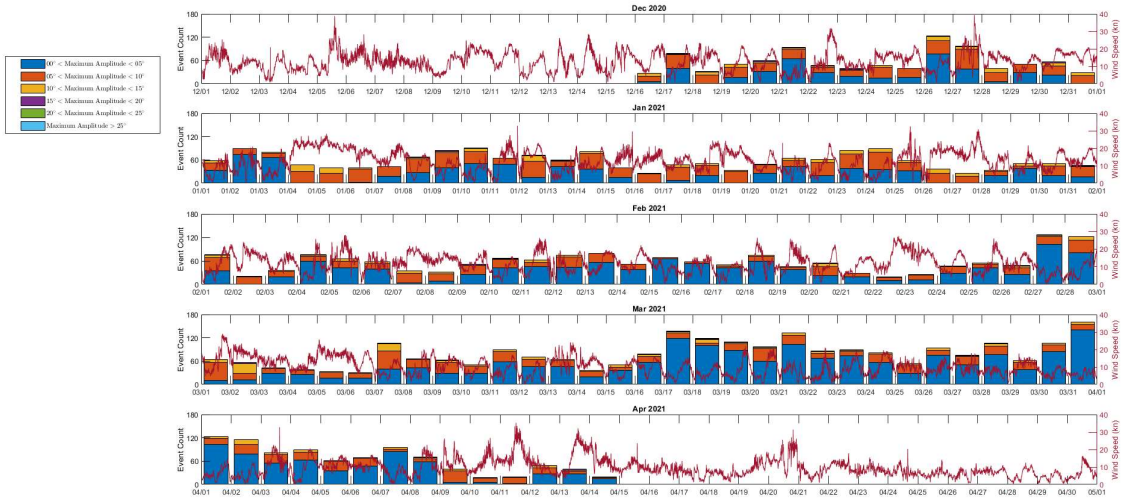 Dec 2020
180
120
60
0
Event Count
40
30
20
10
0
Wind Speed (kn)
12/01 12/02 12/03 12/04 12/05 12/06 12/07 12/08 12/09 12/10 12/11 12/12 12/13 12/14 12/15 12/16 12/17 12/18 12/19 12/20 12/21 12/22 12/23 12/24 12/25 12/26 12/27 12/28 12/29 12/30 12/31 01/01
00° < Maximum Amplitude < 05°
05° < Maximum Amplitude < 10°
10° < Maximum Amplitude < 15°
15° < Maximum Amplitude < 20°
20° < Maximum Amplitude < 25°
Maximum Amplitude > 25°
Jan 2021
180
120
60
0
Event Count
40
30
20
10
0
Wind Speed (kn)
01/01 01/02 01/03 01/04 01/05 01/06 01/07 01/08 01/09 01/10 01/11 01/12 01/13 01/14 01/15 01/16 01/17 01/18 01/19 01/20 01/21 01/22 01/23 01/24 01/25 01/26 01/27 01/28 01/29 01/30 01/31 02/01
Feb 2021
180
120
60
0
Event Count
40
30
20
10
0
Wind Speed (kn)
02/01 02/02 02/03 02/04 02/05 02/06 02/07 02/08 02/09 02/10 02/11 02/12 02/13 02/14 02/15 02/16 02/17 02/18 02/19 02/20 02/21 02/22 02/23 02/24 02/25 02/26 02/27 02/28 03/01
Mar 2021
180
120
60
0
Event Count
40
30
20
10
0
Wind Speed (kn)
03/01 03/02 03/03 03/04 03/05 03/06 03/07 03/08 03/09 03/10 03/11 03/12 03/13 03/14 03/15 03/16 03/17 03/18 03/19 03/20 03/21 03/22 03/23 03/24 03/25 03/26 03/27 03/28 03/29 03/30 03/31 04/01
Apr 2021
180
120
60
0
Event Count
40
30
20
10
0
Wind Speed (kn)
04/01 04/02 04/03 04/04 04/05 04/06 04/07 04/08 04/09 04/10 04/11 04/12 04/13 04/14 04/15 04/16 04/17 04/18 04/19 04/20 04/21 04/22 04/23 04/24 04/25 04/26 04/27 04/28 04/29 04/30 05/01